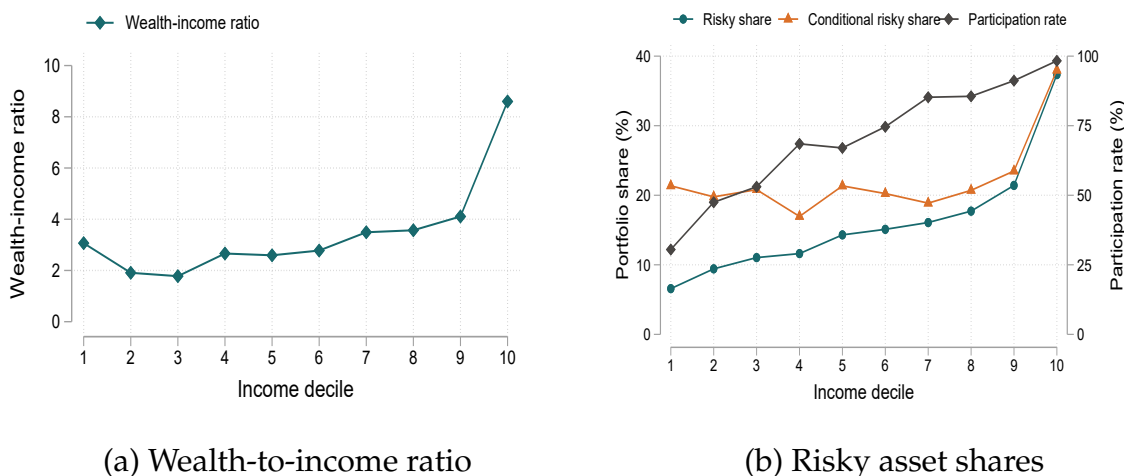 Wealth-income ratio
10
8
6
4
2
0
Wealth-income ratio
1 2 3 4 5 6 7 8 9 10
Income decile
(a) Wealth-to-income ratio
Risky share Conditional risky share Participation rate
40
30
20
10
0
Portfolio share (%)
100
75
50
25
0
Participation rate (%)
1 2 3 4 5 6 7 8 9 10
Income decile
(b) Risky asset shares